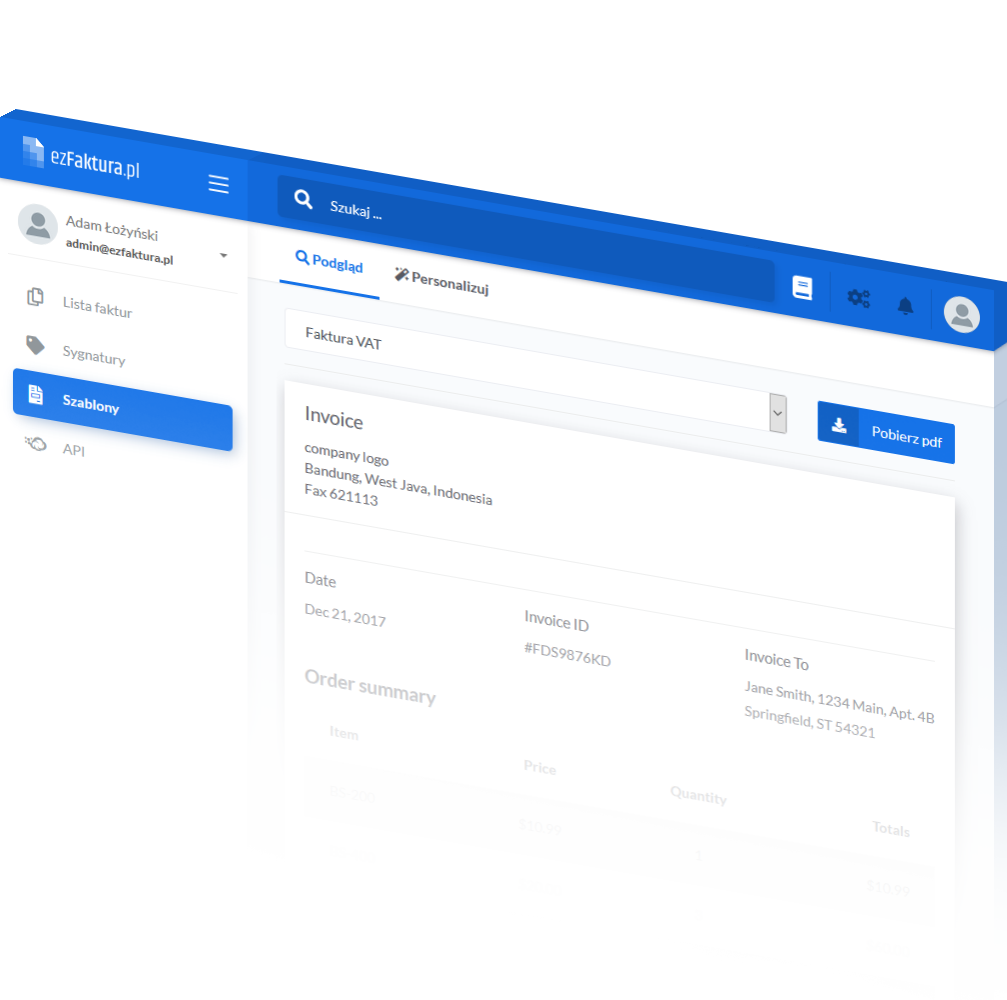 ezFaktura.pl
Szukaj ...
Adam Łożyński
admin@ezfaktura.pl
Lista faktur
Sygnatury
Szablony
API
Podgląd
Personalizuj
Faktura VAT
Pobierz pdf
Invoice
company logo
Bandung, West Java, Indonesia
Fax 621113
Date
Dec 21, 2017
Invoice ID
#FDS9876KD
Invoice To
Jane Smith, 1234 Main, Apt. 4B
Springfield, ST 54321
Order summary
Item
Price
Quantity
Totals
BS-200
$10.99
1
$10.99